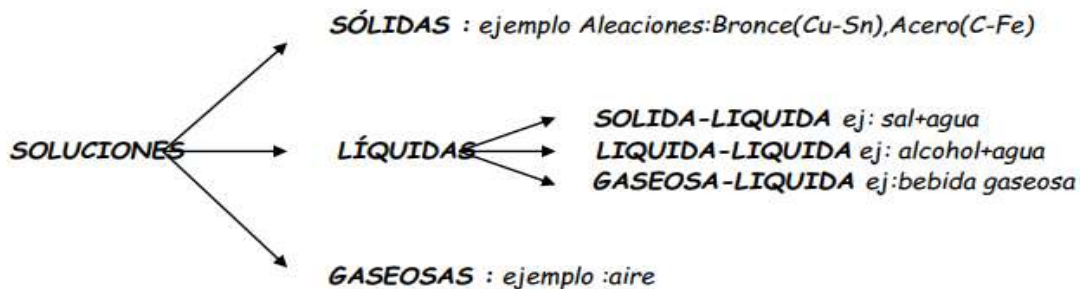 SÓLIDAS : ejemplo Aleaciones:Bronce(Cu-Sn),Acero(C-Fe)
SOLUCIONES
LÍQUIDAS
SOLIDA-LIQUIDA ej: sal+agua
LIQUIDA-LIQUIDA ej: alcohol+agua
GASEOSA-LIQUIDA ej:bebida gaseosa
GASEOSAS : ejemplo :aire